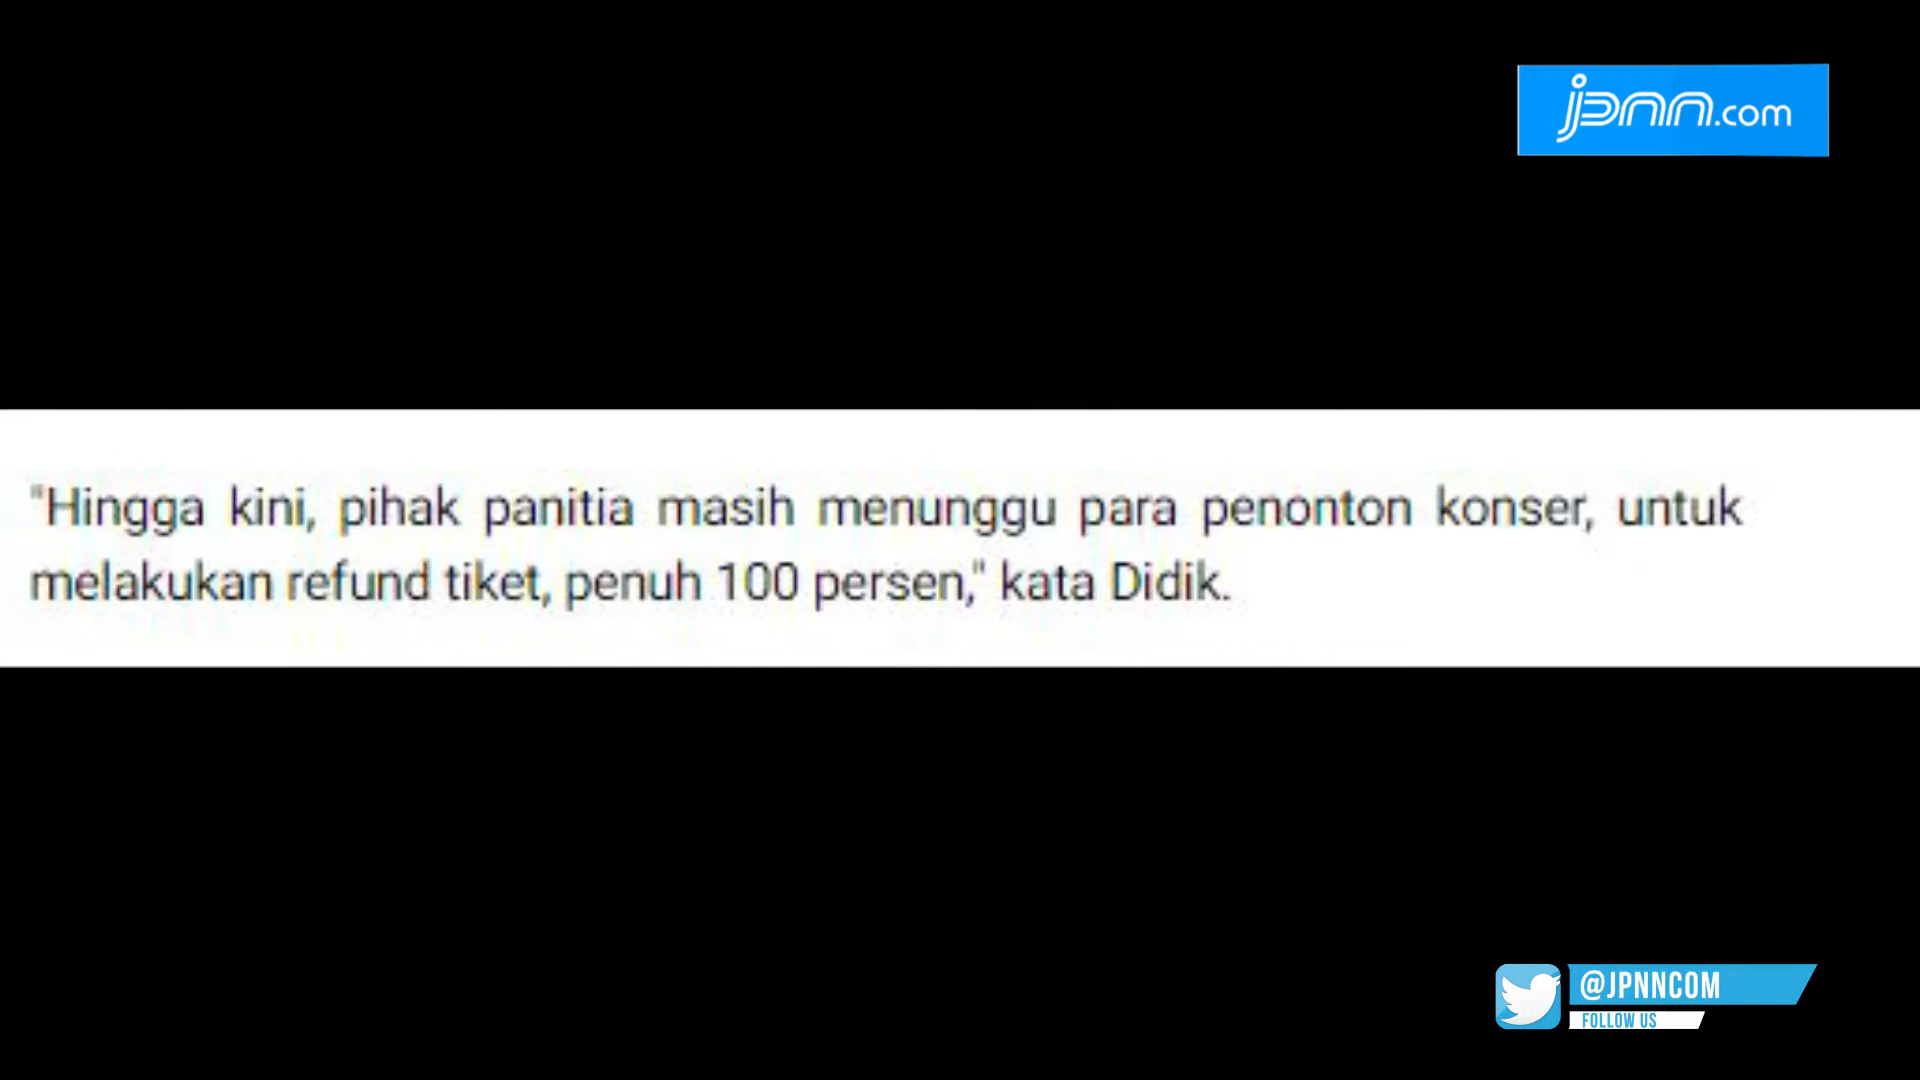 jpnn.com
"Hingga kini, pihak panitia masih menunggu para penonton konser, untuk
melakukan refund tiket, penuh 100 persen," kata Didik.
@JPNNCOM
FOLLOW US